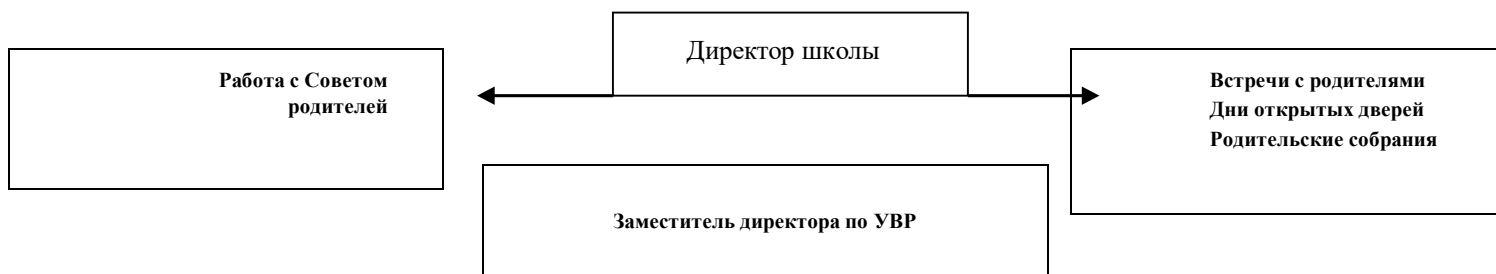 Директор школы
Работа с Советом
родителей
Встречи с родителями
Дни открытых дверей
Родительские собрания
Заместитель директора по УВР